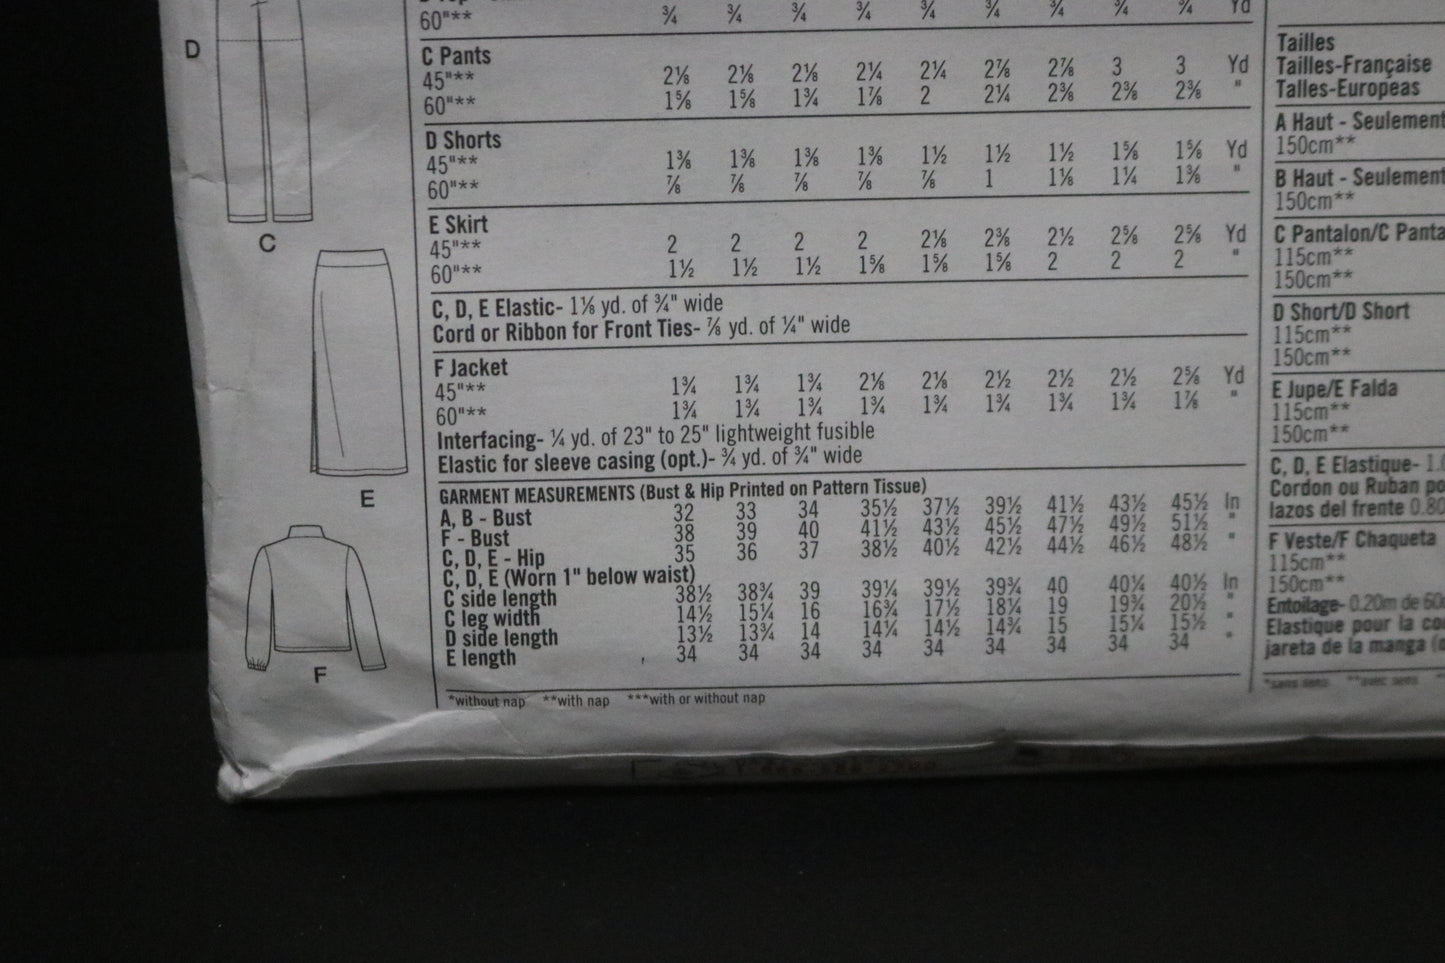 D
C
E
F
60"** ¾ ¾ ¾ ¾ ¾ ¾ ¾ ¾ ¾ Yd
C Pants
45"** 2⅛ 2⅛ 2⅛ 2¼ 2¼ 2⅞ 2⅞ 3 3 Yd
60"** 1⅝ 1⅝ 1¾ 1⅞ 2 2¼ 2⅜ 2⅜ 2⅜ "
D Shorts
45"** 1⅜ 1⅜ 1⅜ 1⅜ 1½ 1½ 1½ 1⅝ 1⅝ Yd
60"** ⅞ ⅞ ⅞ ⅞ ⅞ 1 1⅛ 1¼ 1⅜ "
E Skirt
45"** 2 2 2 2 2⅛ 2⅜ 2½ 2⅝ 2⅝ Yd
60"** 1½ 1½ 1½ 1⅝ 1⅝ 1⅝ 2 2 2 "
C, D, E Elastic- 1⅛ yd. of ¾" wide
Cord or Ribbon for Front Ties- ⅞ yd. of ¼" wide
F Jacket
45"** 1¾ 1¾ 1¾ 2⅛ 2⅛ 2½ 2½ 2½ 2⅝ Yd
60"** 1¾ 1¾ 1¾ 1¾ 1¾ 1¾ 1¾ 1¾ 1⅞ "
Interfacing- ¼ yd. of 23" to 25" lightweight fusible
Elastic for sleeve casing (opt.)- ¾ yd. of ¾" wide
GARMENT MEASUREMENTS (Bust & Hip Printed on Pattern Tissue)
A, B - Bust 32 33 34 35½ 37½ 39½ 41½ 43½ 45½ In
F - Bust 38 39 40 41½ 43½ 45½ 47½ 49½ 51½ "
C, D, E - Hip 35 36 37 38½ 40½ 42½ 44½ 46½ 48½ "
C, D, E (Worn 1" below waist)
C side length 38½ 38¾ 39 39¼ 39½ 39¾ 40 40¼ 40½ In
C leg width 14½ 15¼ 16 16¾ 17½ 18¼ 19 19¾ 20½ "
D side length 13½ 13¾ 14 14¼ 14½ 14¾ 15 15¼ 15½ "
E length 34 34 34 34 34 34 34 34 34 "
*without nap **with nap ***with or without nap
Tailles
Tailles-Française
Talles-Europeas
A Haut - Seulement
150cm**
B Haut - Seulement
150cm**
C Pantalon/C Panta
115cm**
150cm**
D Short/D Short
115cm**
150cm**
E Jupe/E Falda
115cm**
150cm**
C, D, E Elastique-
Cordon ou Ruban po
lazos del frente 0.80
F Veste/F Chaqueta
115cm**
150cm**
Entoilage- 0.20m de 60
Elastique pour la co
jareta de la manga
*sans sens **avec sens